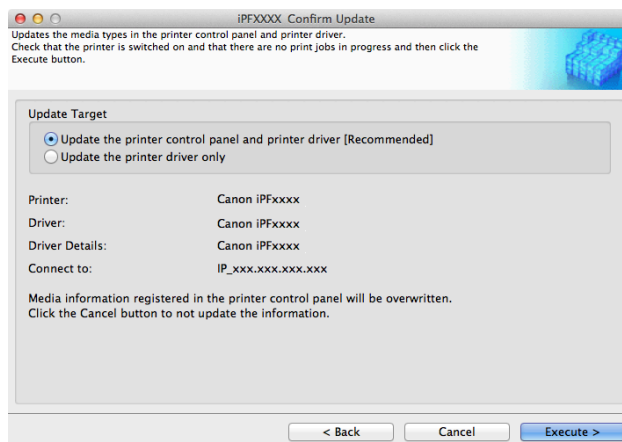 iPFXXXX Confirm Update
Updates the media types in the printer control panel and printer driver.
Check that the printer is switched on and that there are no print jobs in progress and then click the
Execute button.
Update Target
Update the printer control panel and printer driver [Recommended]
Update the printer driver only
Printer: Canon iPFxxxx
Driver: Canon iPFxxxx
Driver Details: Canon iPFxxxx
Connect to: IP_xxx.xxx.xxx.xxx
Media information registered in the printer control panel will be overwritten.
Click the Cancel button to not update the information.
< Back Cancel Execute >